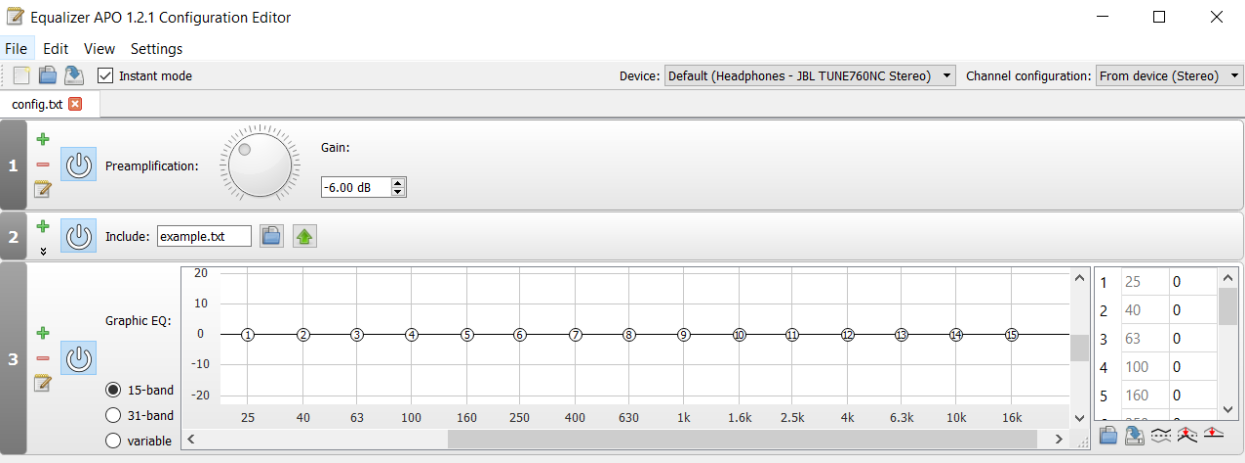 Equalizer APO 1.2.1 Configuration Editor
File Edit View Settings
Instant mode Device: Default (Headphones - JBL TUNE760NC Stereo) Channel configuration: From device (Stereo)
config.txt
1 Preamplification: Gain:
-6.00 dB
2 Include: example.txt
3 Graphic EQ:
15-band
31-band
variable
20
10
0
-10
-20
1 2 3 4 5 6 7 8 9 10 11 12 13 14 15
25 40 63 100 160 250 400 630 1k 1.6k 2.5k 4k 6.3k 10k 16k
1 25 0
2 40 0
3 63 0
4 100 0
5 160 0